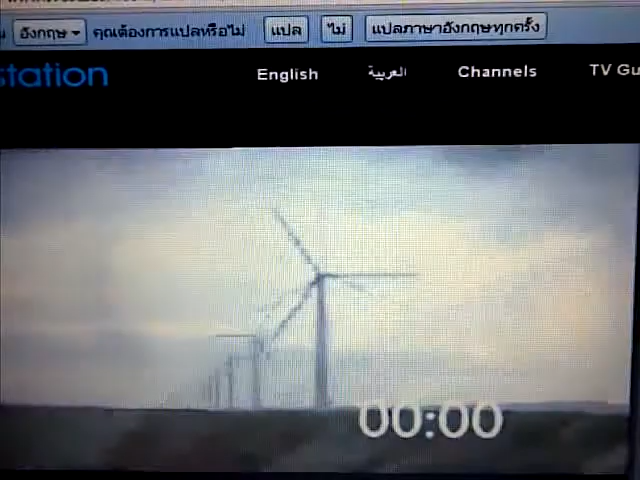 อังกฤษ คุณต้องการแปลหรือไม่ แปล ไม่ แปลภาษาอังกฤษทุกครั้ง
station English العربية Channels TV Gu
00:00